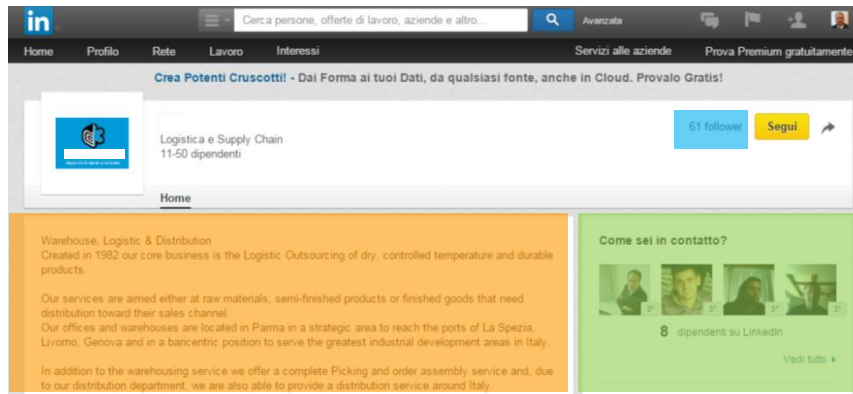 in
Cerca persone, offerte di lavoro, aziende e altro...
Avanzata
Home Profilo Rete Lavoro Interessi Servizi alle aziende Prova Premium gratuitamente
Crea Potenti Cruscotti! - Dai Forma ai tuoi Dati, da qualsiasi fonte, anche in Cloud. Provalo Gratis!
61 follower Segui
Logistica e Supply Chain
11-50 dipendenti
Home
Warehouse, Logistic & Distribution
Created in 1982 our core business is the Logistic Outsourcing of dry, controlled temperature and durable
products.
Our services are aimed either at raw materials, semi-finished products or finished goods that need
distribution toward their sales channel.
Our offices and warehouses are located in Parma in a strategic area to reach the ports of La Spezia,
Livorno, Genova and in a baricentric position to serve the greatest industrial development areas in Italy.
In addition to the warehousing service we offer a complete Picking and order assembly service and, due
to our distribution department, we are also able to provide a distribution service around Italy.
Come sei in contatto?
3° 3° 3° 3°
8 dipendenti su LinkedIn
Vedi tutto